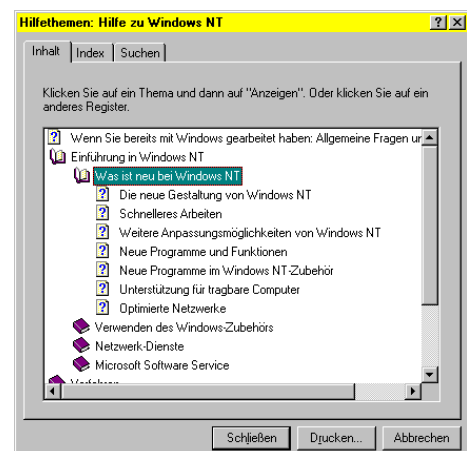 Hilfethemen: Hilfe zu Windows NT
Inhalt Index Suchen
Klicken Sie auf ein Thema und dann auf "Anzeigen". Oder klicken Sie auf ein
anderes Register.
Wenn Sie bereits mit Windows gearbeitet haben: Allgemeine Fragen ur
Einführung in Windows NT
Was ist neu bei Windows NT
Die neue Gestaltung von Windows NT
Schnelleres Arbeiten
Weitere Anpassungsmöglichkeiten von Windows NT
Neue Programme und Funktionen
Neue Programme im Windows NT-Zubehör
Unterstützung für tragbare Computer
Optimierte Netzwerke
Verwenden des Windows-Zubehörs
Netzwerk-Dienste
Microsoft Software Service
Schließen Drucken... Abbrechen